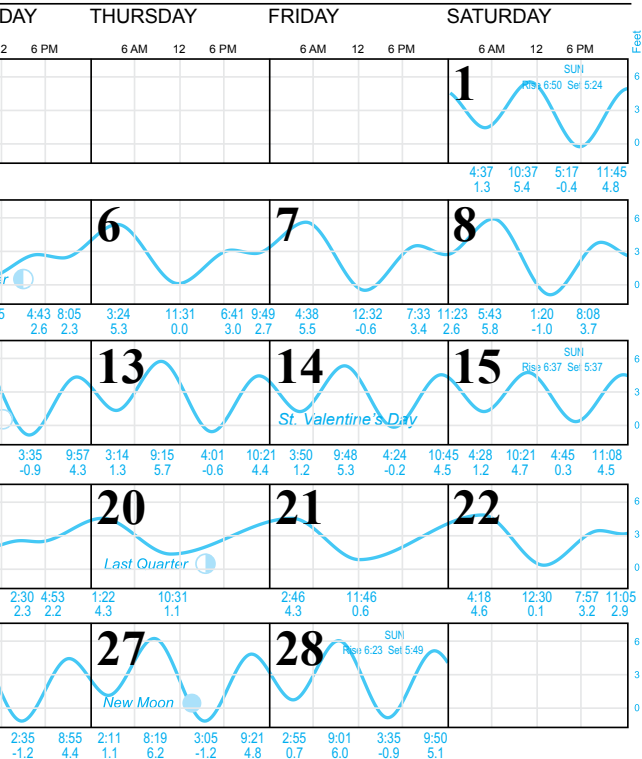 DAY THURSDAY FRIDAY SATURDAY
2 6 PM 6 AM 12 6 PM 6 AM 12 6 PM 6 AM 12 6 PM Feet
1 SUN
Rise 6:50 Set 5:24
6
3
0
4:37 10:37 5:17 11:45
1.3 5.4 -0.4 4.8
6 7 8
6
3
0
er
5 4:43 8:05 3:24 11:31 6:41 9:49 4:38 12:32 7:33 11:23 5:43 1:20 8:08
2.6 2.3 5.3 0.0 3.0 2.7 5.5 -0.6 3.4 2.6 5.8 -1.0 3.7
13 14 15 SUN
Rise 6:37 Set 5:37
6
3
0
St. Valentine's Day
3:35 9:57 3:14 9:15 4:01 10:21 3:50 9:48 4:24 10:45 4:28 10:21 4:45 11:08
-0.9 4.3 1.3 5.7 -0.6 4.4 1.2 5.3 -0.2 4.5 1.2 4.7 0.3 4.5
20 21 22
6
3
0
Last Quarter
2:30 4:53 1:22 10:31 2:46 11:46 4:18 12:30 7:57 11:05
2.3 2.2 4.3 1.1 4.3 0.6 4.6 0.1 3.2 2.9
27 28 SUN
Rise 6:23 Set 5:49
6
3
0
New Moon
2:35 8:55 2:11 8:19 3:05 9:21 2:55 9:01 3:35 9:50
-1.2 4.4 1.1 6.2 -1.2 4.8 0.7 6.0 -0.9 5.1